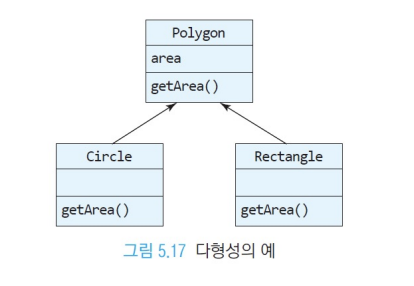 Polygon
area
getArea()
Circle
Rectangle
getArea()
getArea()
그림 5.17 다형성의 예